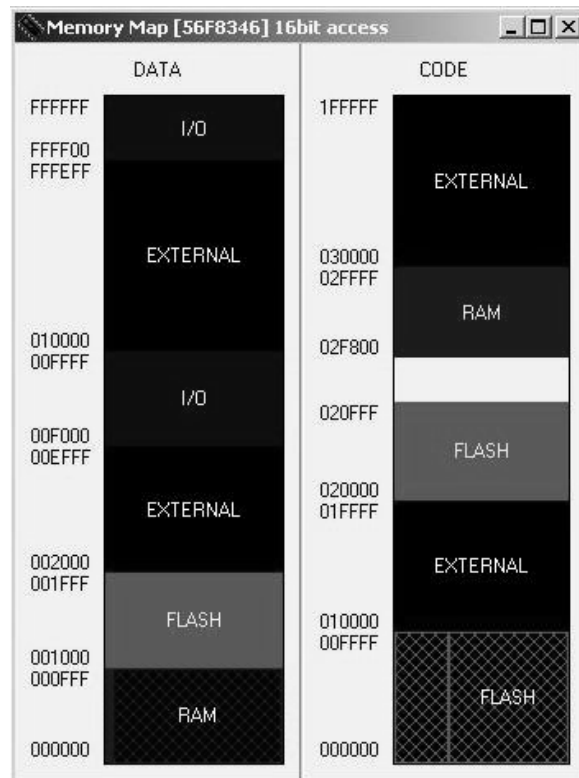 Memory Map [56F8346] 16bit access
DATA
FFFFFF
I/O
FFFF00
FFFEFF
EXTERNAL
010000
00FFFF
I/O
00F000
00EFFF
EXTERNAL
002000
001FFF
FLASH
001000
000FFF
RAM
000000
CODE
1FFFFF
EXTERNAL
030000
02FFFF
RAM
02F800
020FFF
FLASH
020000
01FFFF
EXTERNAL
010000
00FFFF
FLASH
000000